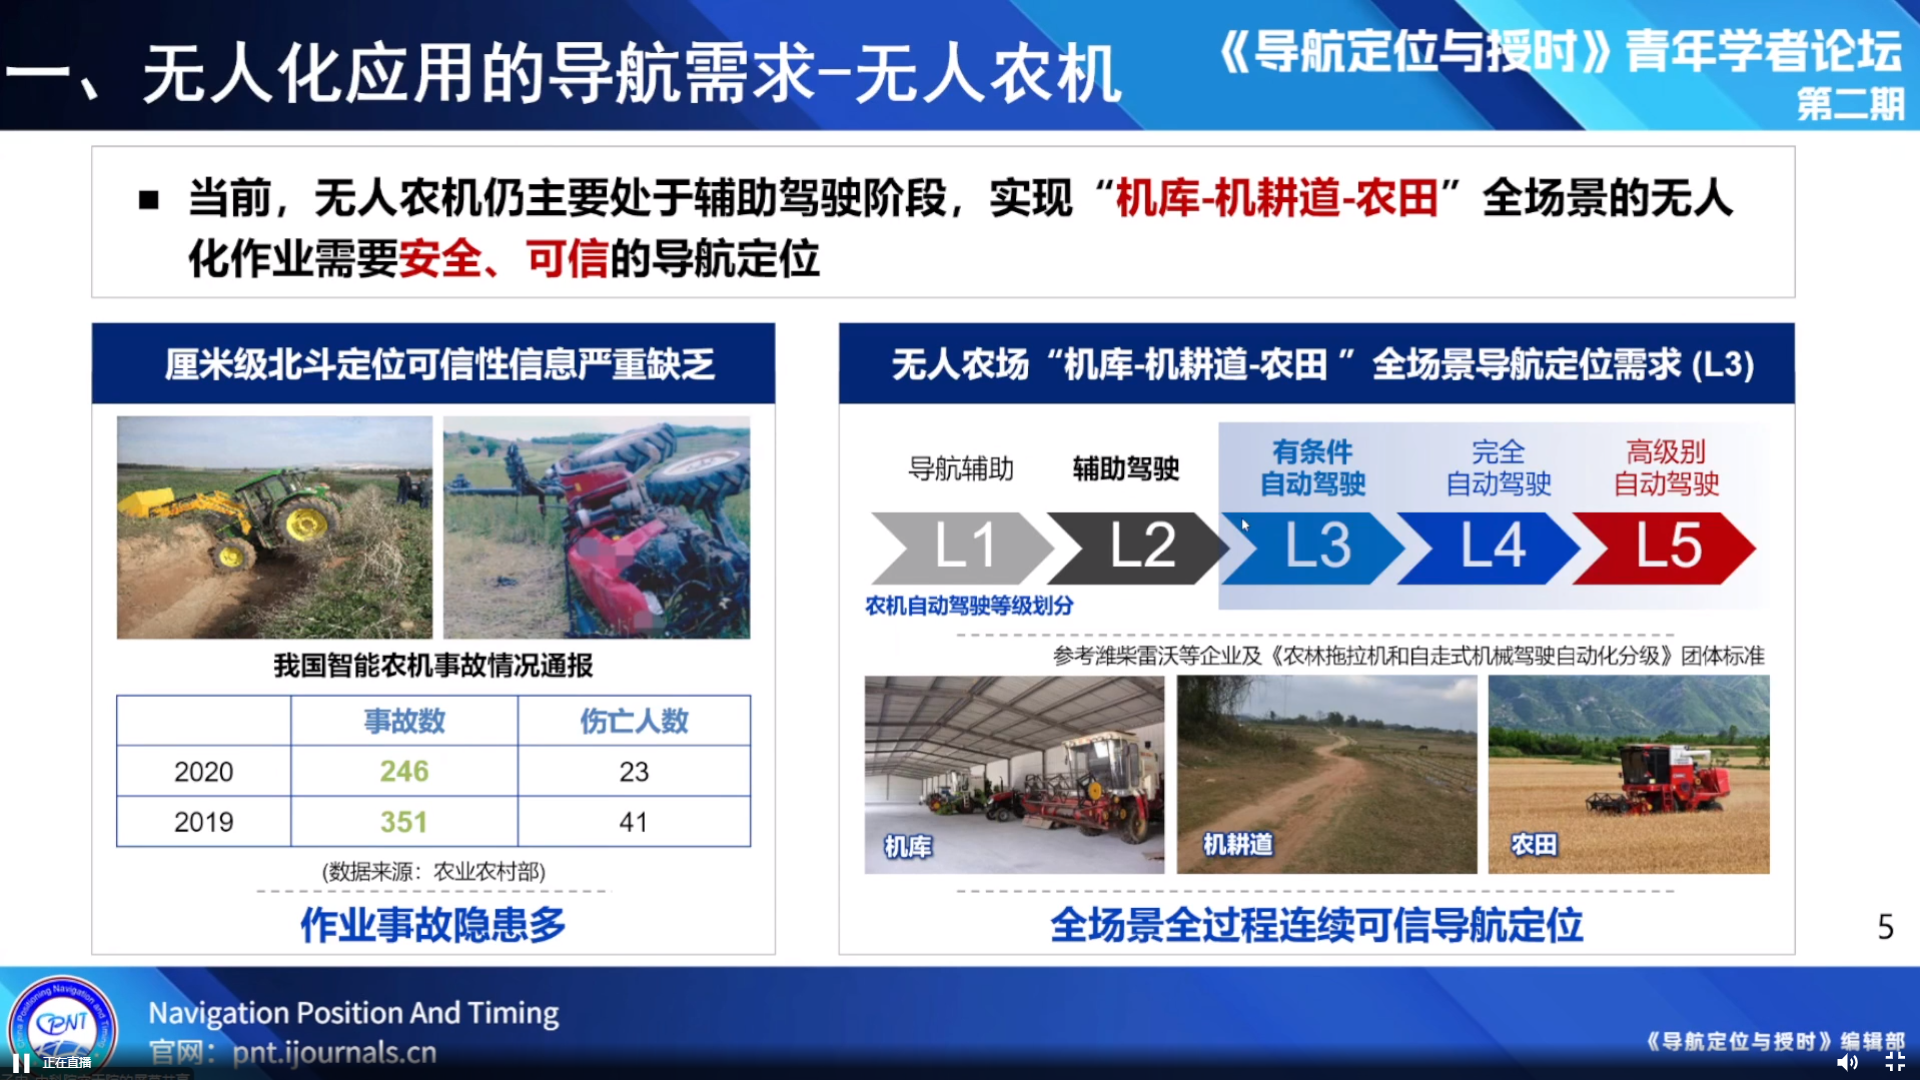 一、无人化应用的导航需求-无人农机
《导航定位与授时》青年学者论坛
第二期
■ 当前，无人农机仍主要处于辅助驾驶阶段，实现“机库-机耕道-农田”全场景的无人
化作业需要安全、可信的导航定位
厘米级北斗定位可信性信息严重缺乏
我国智能农机事故情况通报
事故数 伤亡人数
2020 246 23
2019 351 41
(数据来源：农业农村部)
作业事故隐患多
无人农场“机库-机耕道-农田 ”全场景导航定位需求 (L3)
导航辅助 辅助驾驶 有条件 完全 高级别
自动驾驶 自动驾驶 自动驾驶
L1 L2 L3 L4 L5
农机自动驾驶等级划分
参考潍柴雷沃等企业及《农林拖拉机和自走式机械驾驶自动化分级》团体标准
机库 机耕道 农田
全场景全过程连续可信导航定位
5
China Positioning Navigation and Timing
CPNT
Navigation Position And Timing
官网：pnt.ijournals.cn
《导航定位与授时》编辑部
正在直播